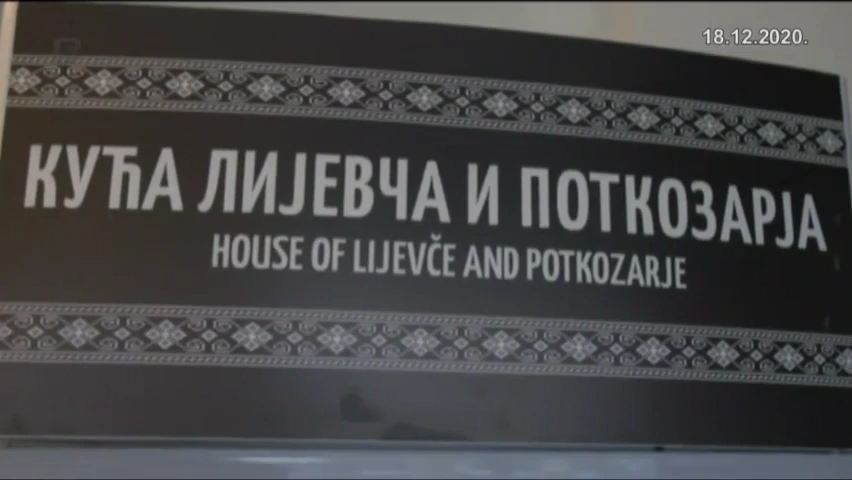 18.12.2020.
КУЋА ЛИЈЕВЧА И ПОТКОЗАРЈА
HOUSE OF LIJEVČE AND POTKOZARJE